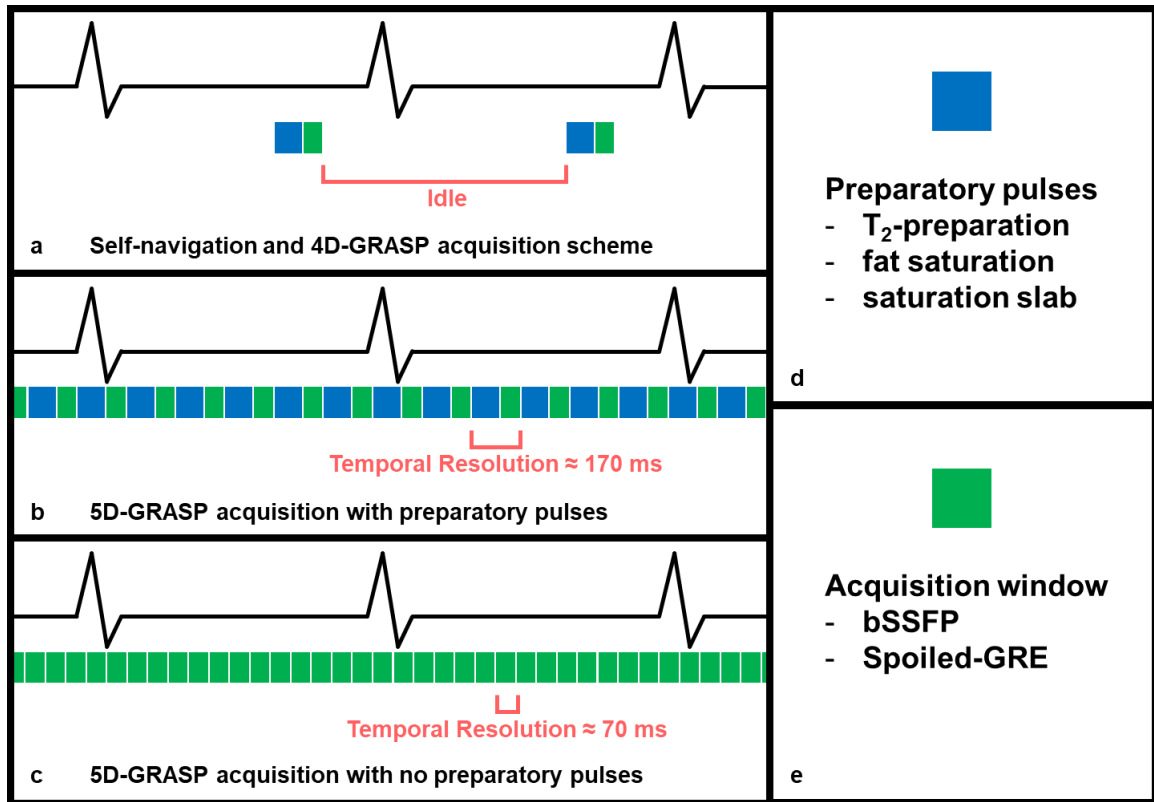 Idle
a Self-navigation and 4D-GRASP acquisition scheme
Temporal Resolution ≈ 170 ms
b 5D-GRASP acquisition with preparatory pulses
Temporal Resolution ≈ 70 ms
c 5D-GRASP acquisition with no preparatory pulses
Preparatory pulses
- T₂-preparation
- fat saturation
- saturation slab
d
Acquisition window
- bSSFP
- Spoiled-GRE
e